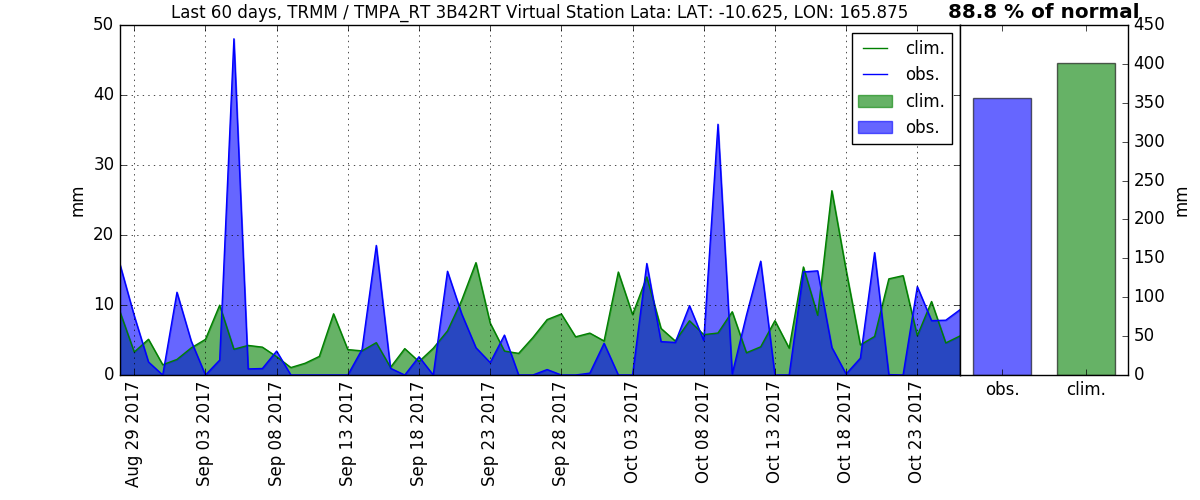 Last 60 days, TRMM / TMPA_RT 3B42RT Virtual Station Lata: LAT: -10.625, LON: 165.875
88.8 % of normal
50
40
30
20
10
0
mm
clim.
obs.
clim.
obs.
450
400
350
300
250
200
150
100
50
0
mm
obs.
clim.
Aug 29 2017
Sep 03 2017
Sep 08 2017
Sep 13 2017
Sep 18 2017
Sep 23 2017
Sep 28 2017
Oct 03 2017
Oct 08 2017
Oct 13 2017
Oct 18 2017
Oct 23 2017